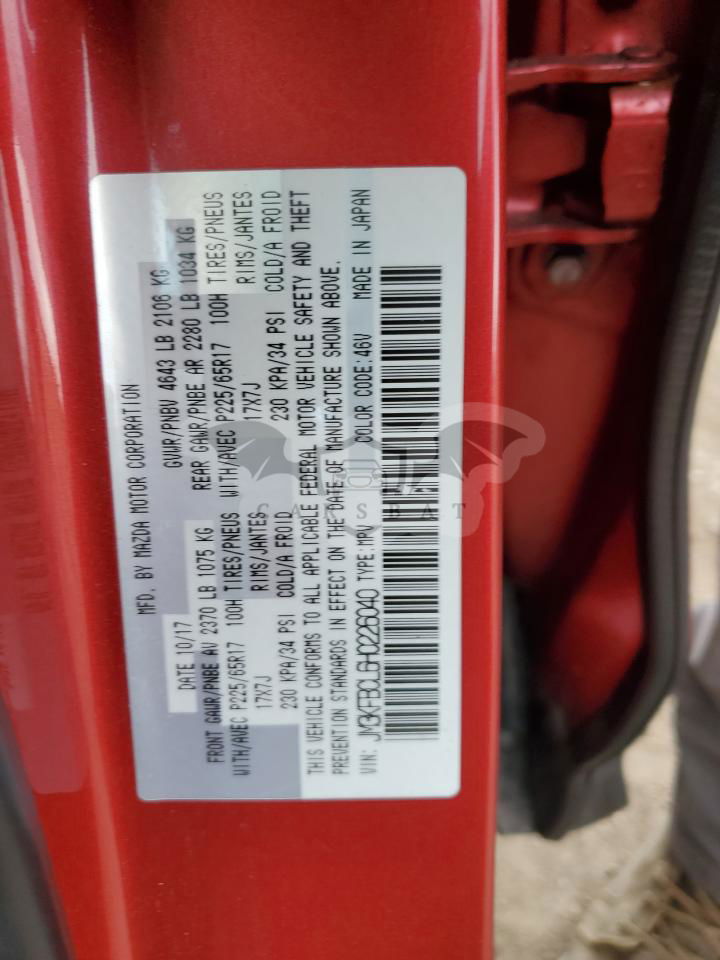 MFD. BY MAZDA MOTOR CORPORATION
DATE 10/17 GVWR/PNBV 4643 LB 2106 KG
FRONT GAWR/PNBE AV 2370 LB 1075 KG REAR GAWR/PNBE AR 2280 LB 1034 KG
WITH/AVEC P225/65R17 100H TIRES/PNEUS WITH/AVEC P225/65R17 100H TIRES/PNEUS
17X7J RIMS/JANTES 17X7J RIMS/JANTES
230 KPA/34 PSI COLD/A FROID 230 KPA/34 PSI COLD/A FROID
THIS VEHICLE CONFORMS TO ALL APPLICABLE FEDERAL MOTOR VEHICLE SAFETY AND THEFT
PREVENTION STANDARDS IN EFFECT ON THE DATE OF MANUFACTURE SHOWN ABOVE.
VIN: JM3KFBCL6H0226040 TYPE:MPV COLOR CODE:46V MADE IN JAPAN
CARSBAT